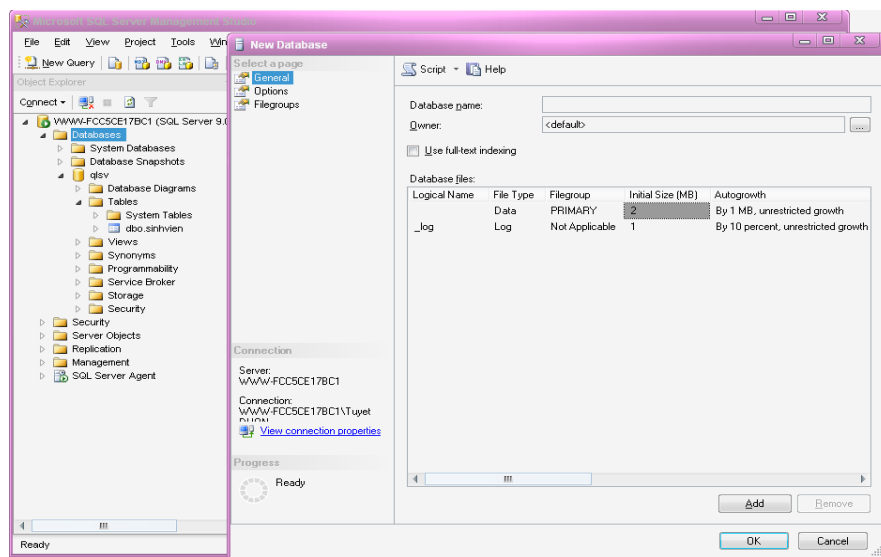 Microsoft SQL Server Management Studio
File Edit View Project Tools Win
New Query
Object Explorer
Connect
WWW-FCC5CE17BC1 (SQL Server 9.0
Databases
System Databases
Database Snapshots
qlsv
Database Diagrams
Tables
System Tables
dbo.sinhvien
Views
Synonyms
Programmability
Service Broker
Storage
Security
Security
Server Objects
Replication
Management
SQL Server Agent
Ready
New Database
Select a page
General
Options
Filegroups
Connection
Server:
WWW-FCC5CE17BC1
Connection:
WWW-FCC5CE17BC1\Tuyet
View connection properties
Progress
Ready
Script Help
Database name:
Owner: <default> ...
Use full-text indexing
Database files:
Logical Name File Type Filegroup Initial Size (MB) Autogrowth
Data PRIMARY 2 By 1 MB, unrestricted growth
_log Log Not Applicable 1 By 10 percent, unrestricted growth
Add Remove
OK Cancel